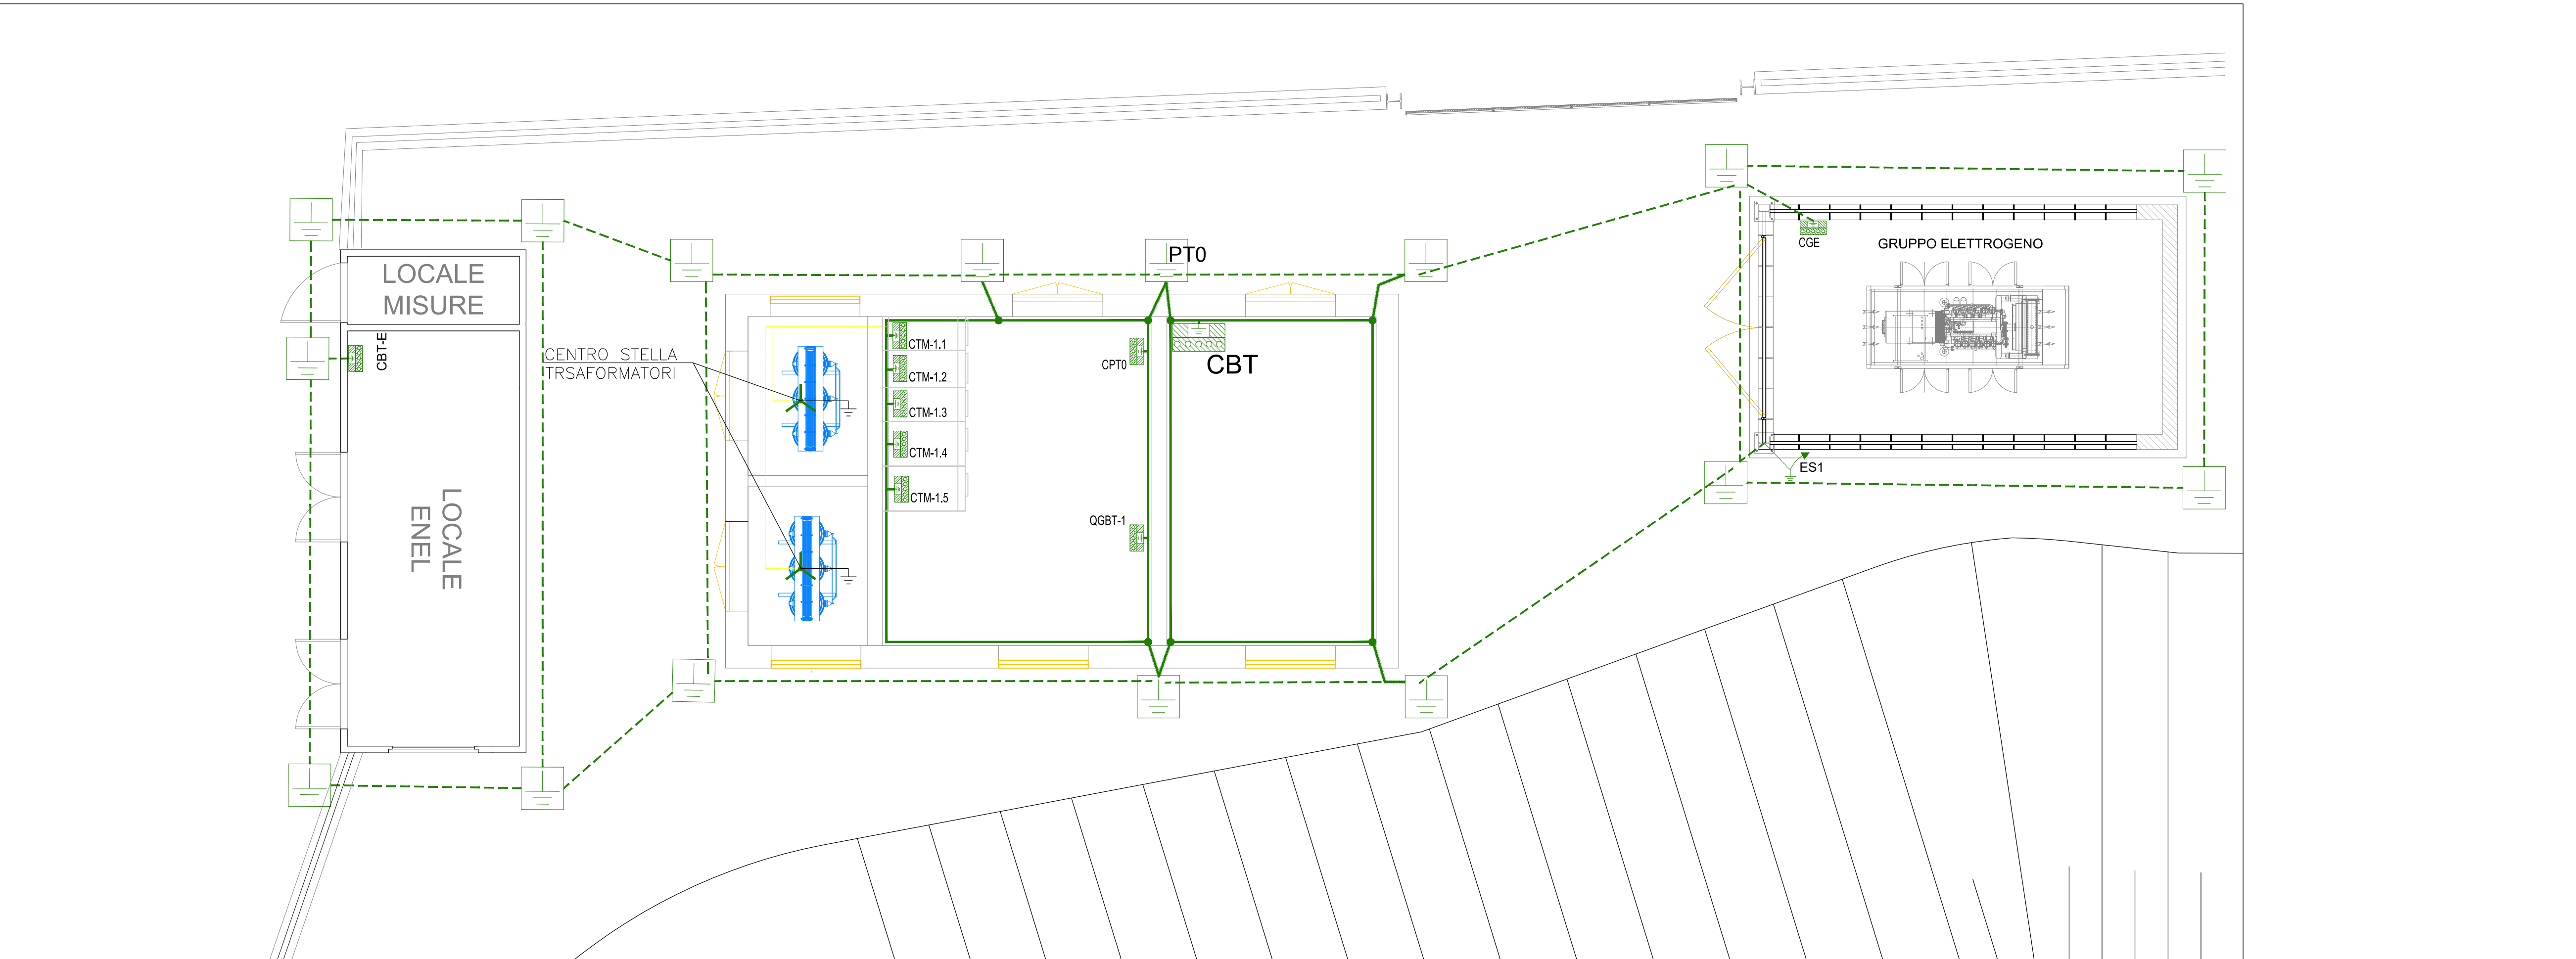 LOCALE
MISURE
CBT-E
LOCALE
ENEL
CENTRO STELLA
TRSAFORMATORI
CTM-1.1
CTM-1.2
CTM-1.3
CTM-1.4
CTM-1.5
PT0
CPT0
QGBT-1
CBT
CGE
GRUPPO ELETTROGENO
ES1